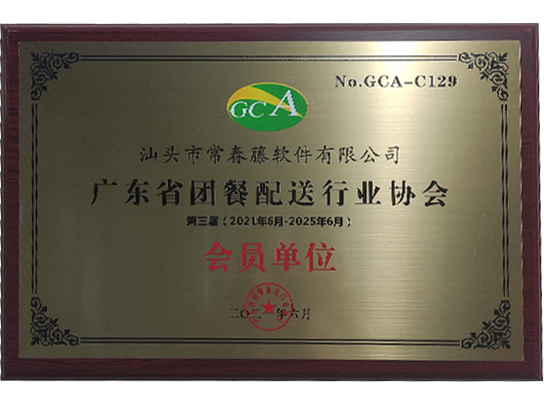 No.GCA-C129
GCA
汕头市常春藤软件有限公司
广东省团餐配送行业协会
第三届（2021年6月-2025年6月）
会员单位
二〇二一年六月